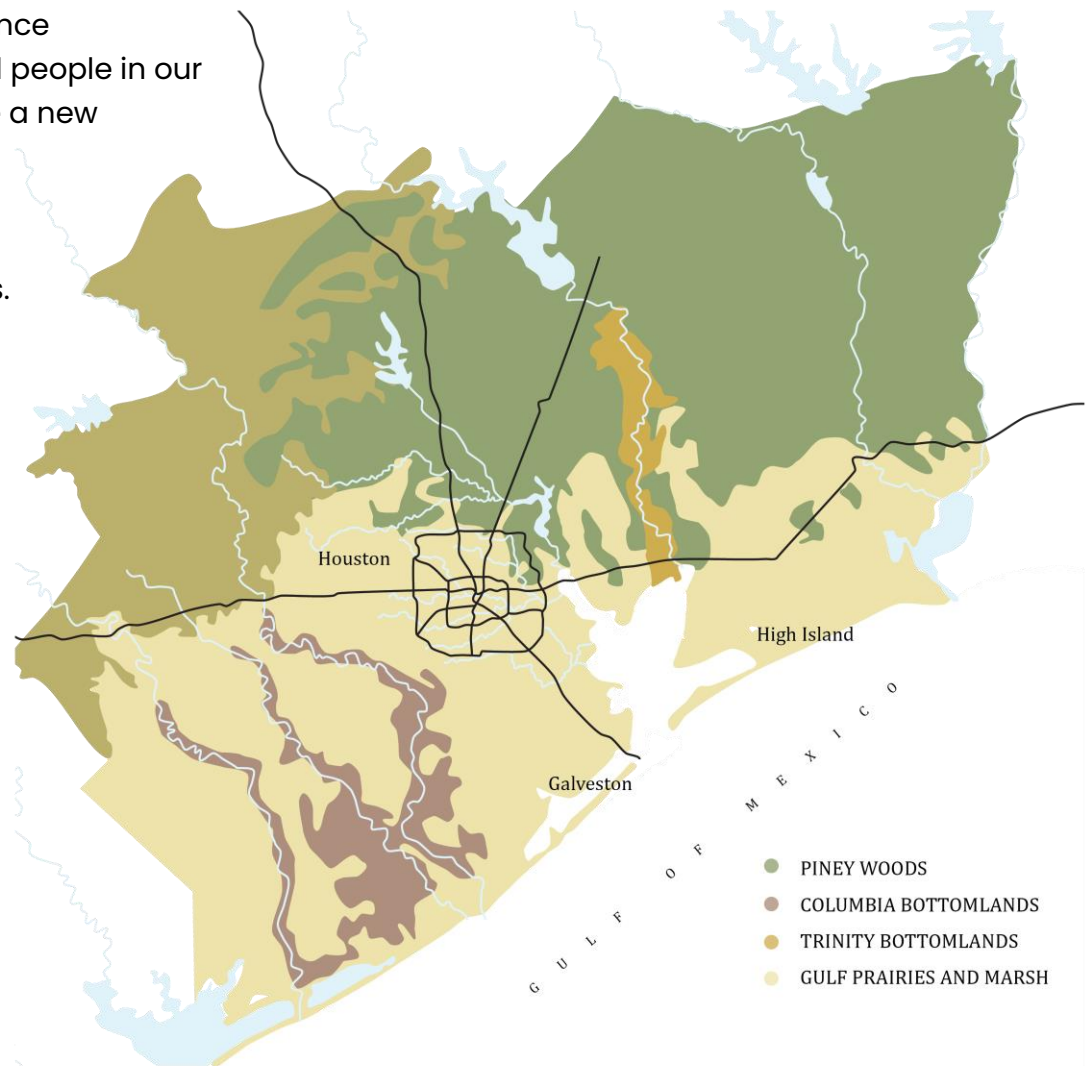 nce
l people in our
a new
s.
Houston
High Island
Galveston
GULF OF MEXICO
PINEY WOODS
COLUMBIA BOTTOMLANDS
TRINITY BOTTOMLANDS
GULF PRAIRIES AND MARSH